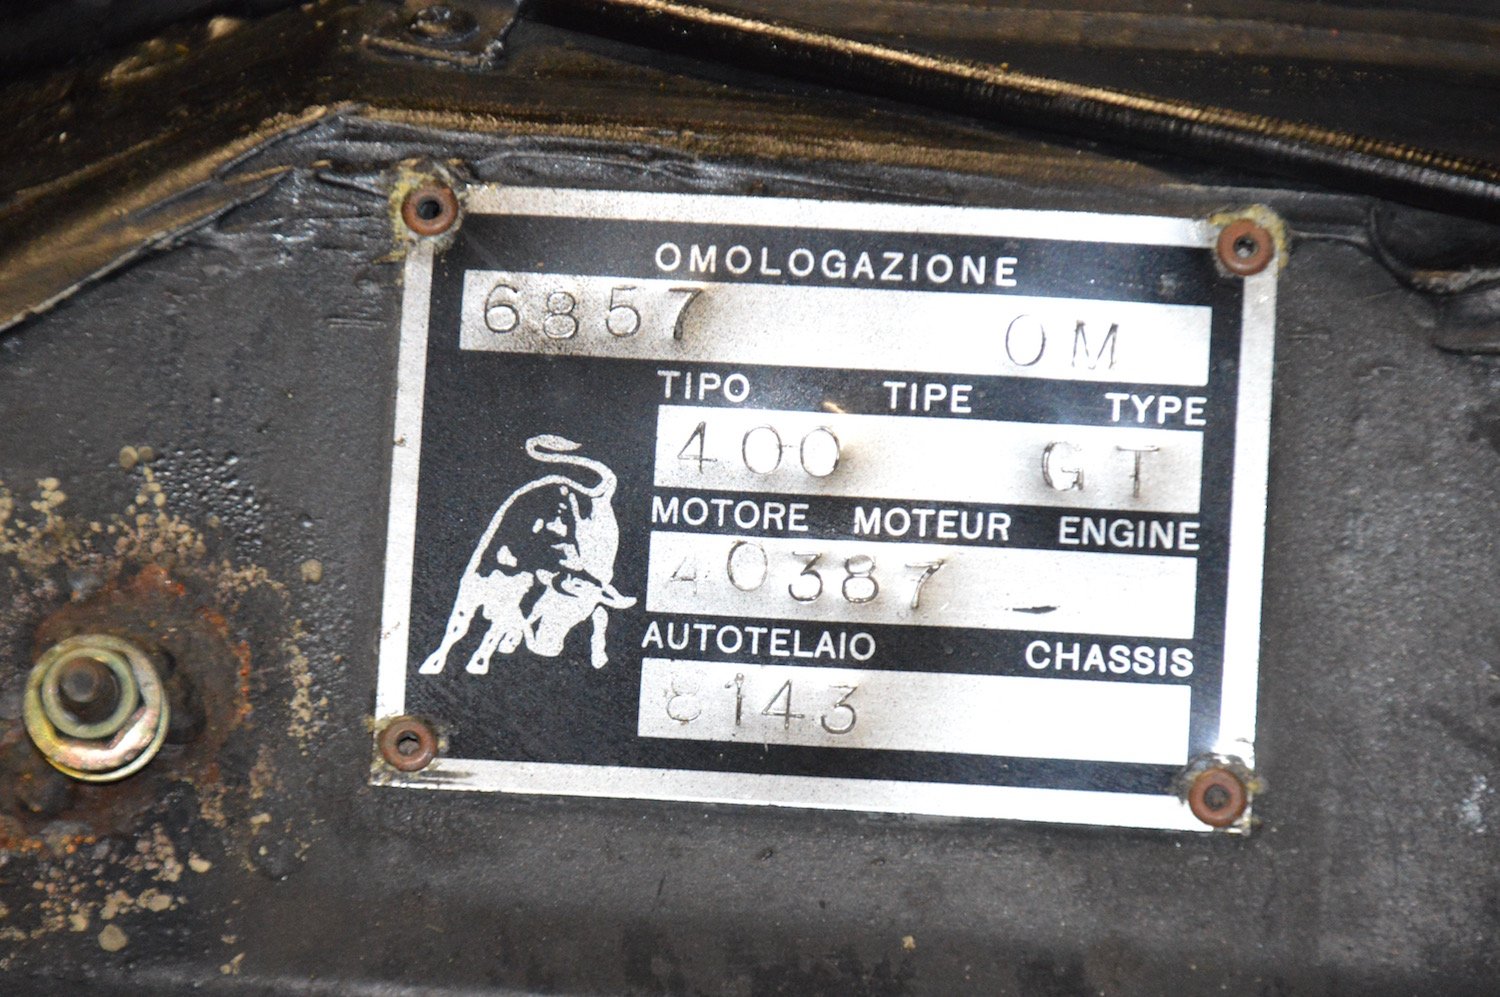 OMOLOGAZIONE
6857 OM
TIPO TIPE TYPE
400 GT
MOTORE MOTEUR ENGINE
40387
AUTOTELAIO CHASSIS
8143